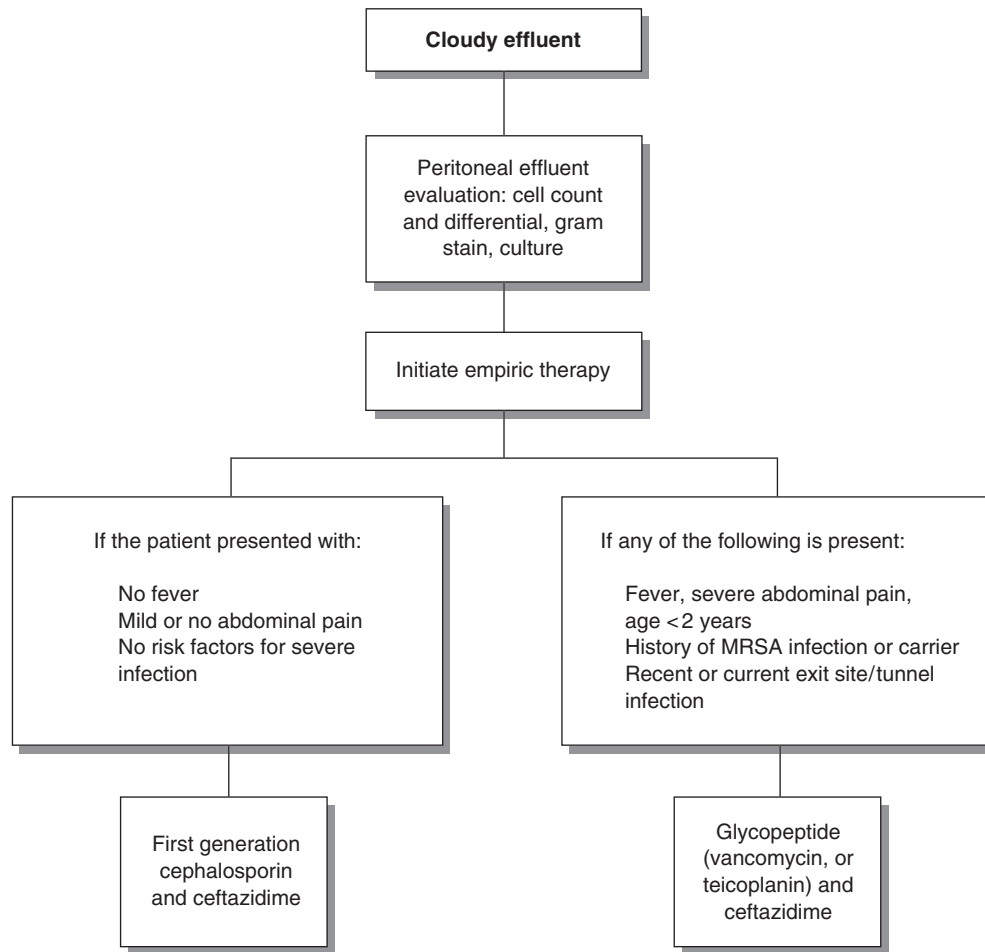 Cloudy effluent
Peritoneal effluent
evaluation: cell count
and differential, gram
stain, culture
Initiate empiric therapy
If the patient presented with:
No fever
Mild or no abdominal pain
No risk factors for severe
infection
If any of the following is present:
Fever, severe abdominal pain,
age <2 years
History of MRSA infection or carrier
Recent or current exit site/tunnel
infection
First generation
cephalosporin
and ceftazidime
Glycopeptide
(vancomycin, or
teicoplanin) and
ceftazidime